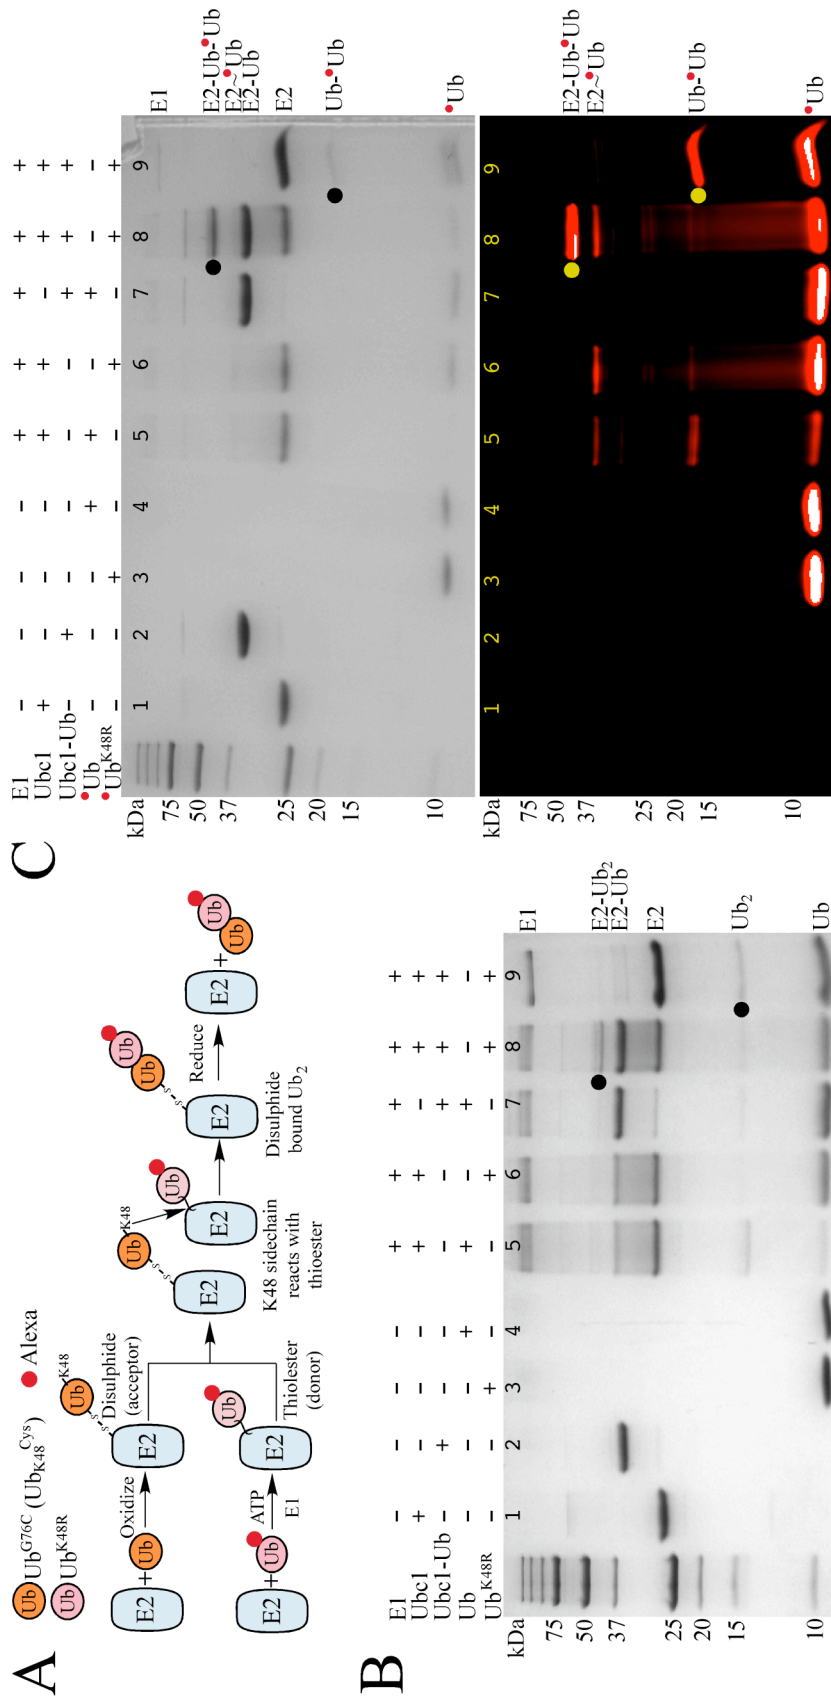 A
Ub Ub^G76C (Ub_K48^Cys) Alexa
Ub Ub^K48R
E2 + Ub Oxidize E2 Ub K48
s-s
Disulphide
(acceptor)
E2 + Ub ATP
E1
E2 Ub
Thiolester
(donor)
Ub K48
s-s
E2 E2 Ub
K48 sidechain
reacts with
thioester
Ub Ub
s-s
E2
Disulphide
bound Ub₂
Reduce
E2 + Ub Ub
B
E1 − − − − + + + + +
Ubc1 + − − − + + − + +
Ubc1-Ub − + − − − − + + +
Ub − − − + + − + − −
Ub^K48R − − + − − + − + +
kDa 1 2 3 4 5 6 7 8 9
75
50
37
25
20
15
10
E1
E2-Ub₂
E2-Ub
E2
Ub₂
Ub
C
E1 − − − − + + + + +
Ubc1 + − − − + + − + +
Ubc1-Ub − + − − − − + + +
Ub − − − + + − + − −
Ub^K48R − − + − − + − + +
kDa 1 2 3 4 5 6 7 8 9
75
50
37
25
20
15
10
E1
E2-Ub-Ub
E2~Ub
E2-Ub
E2
Ub-Ub
Ub
kDa 1 2 3 4 5 6 7 8 9
75
50
37
25
20
15
10
E2-Ub-Ub
E2~Ub
Ub-Ub
Ub